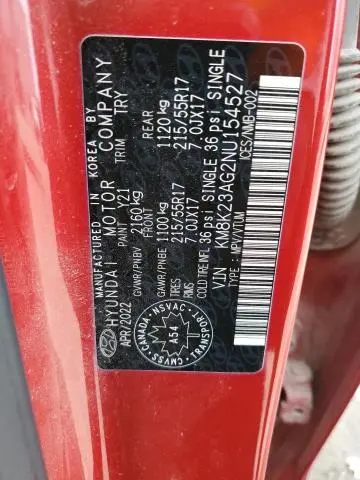 MANUFACTURED IN KOREA BY
HYUNDAI MOTOR COMPANY
APR/2022 PAINT Y21 TRIM TRY
GVWR/PNBV 2160kg
FRONT REAR
GAWR/PNBE 1100kg 1120kg
TIRES 215/55R17 215/55R17
RIMS 7.0JX17 7.0JX17
COLD TIRE INFL 36 psi SINGLE 36 psi SINGLE
VIN KM8K23AG2NU154527
TYPE MPV/VTUM ICES/NMB-002
CANADA NSVAC TRANSPORT CMVSS
A54